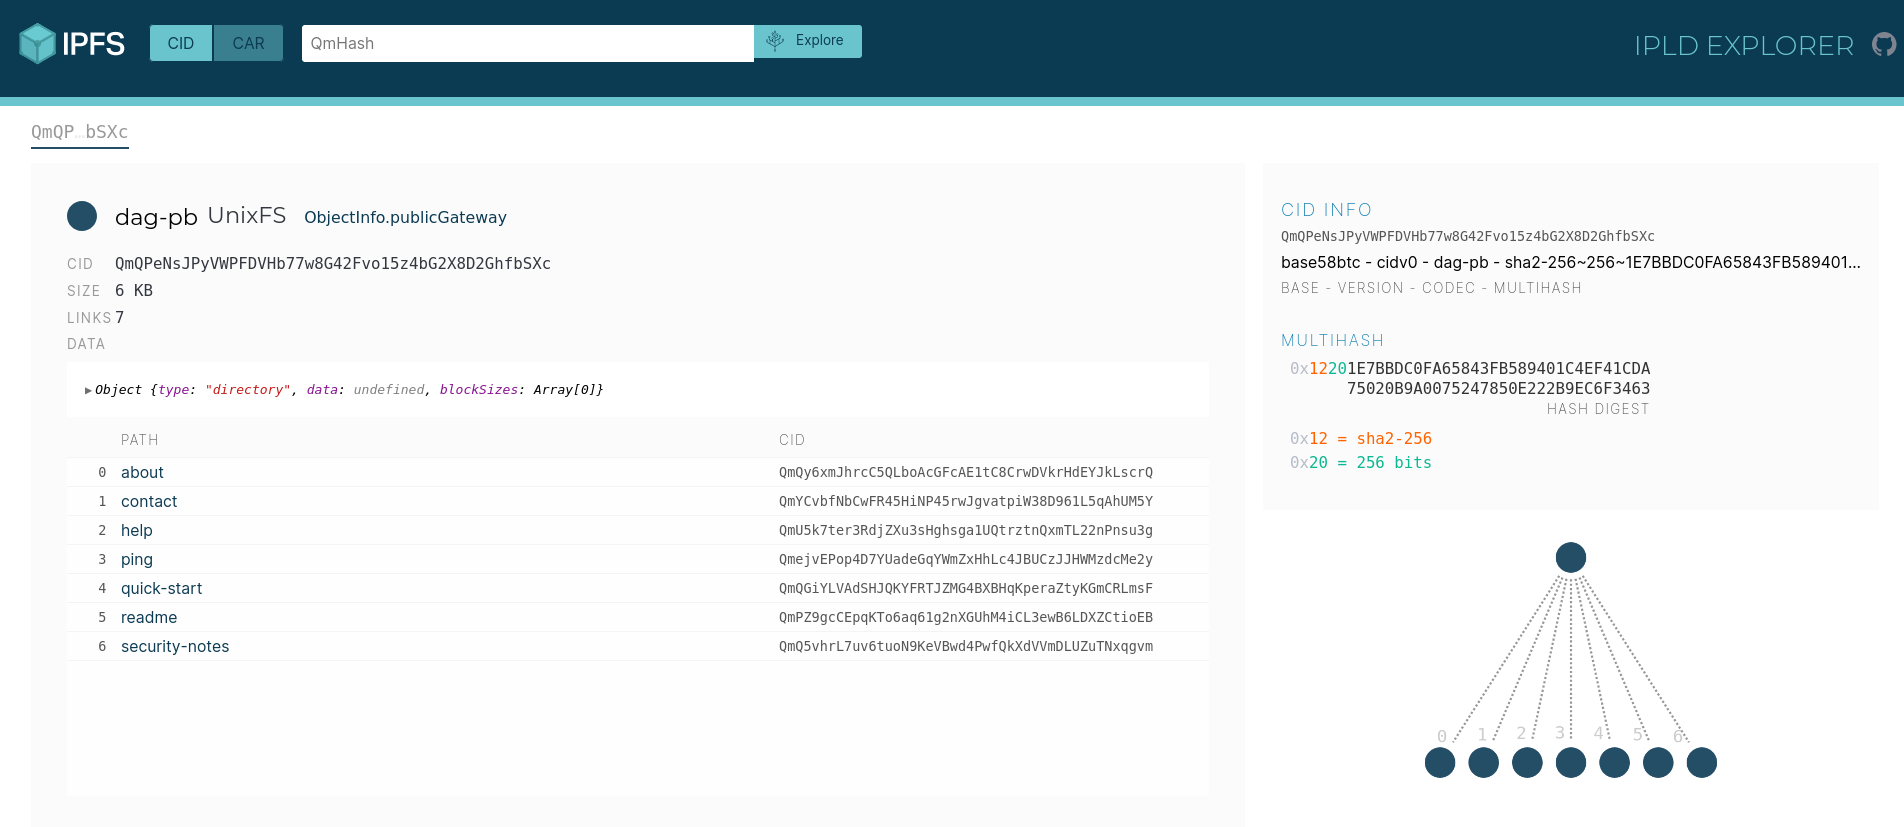 IPFS CID CAR QmHash Explore IPLD EXPLORER
QmQP…bSXc
dag-pb UnixFS ObjectInfo.publicGateway
CID QmQPeNsJPyVWPFDVHb77w8G42Fvo15z4bG2X8D2GhfbSXc
SIZE 6 KB
LINKS 7
DATA
▶ Object {type: "directory", data: undefined, blockSizes: Array[0]}
PATH CID
0 about QmQy6xmJhrcC5QLboAcGFcAE1tC8CrwDVkrHdEYJkLscrQ
1 contact QmYCvbfNbCwFR45HiNP45rwJgvatpiW38D961L5qAhUM5Y
2 help QmU5k7ter3RdjZXu3sHghsga1UQtrztnQxmTL22nPnsu3g
3 ping QmejvEPop4D7YUadeGqYWmZxHhLc4JBUCzJJHWMzdcMe2y
4 quick-start QmQGiYLVAdSHJQKYFRTJZMG4BXBHqKperaZtyKGmCRLmsF
5 readme QmPZ9gcCEpqKTo6aq61g2nXGUhM4iCL3ewB6LDXZCtioEB
6 security-notes QmQ5vhrL7uv6tuoN9KeVBwd4PwfQkXdVVmDLUZuTNxqgvm
CID INFO
QmQPeNsJPyVWPFDVHb77w8G42Fvo15z4bG2X8D2GhfbSXc
base58btc - cidv0 - dag-pb - sha2-256~256~1E7BBDC0FA65843FB589401...
BASE - VERSION - CODEC - MULTIHASH
MULTIHASH
0x12201E7BBDC0FA65843FB589401C4EF41CDA
75020B9A0075247850E222B9EC6F3463
HASH DIGEST
0x12 = sha2-256
0x20 = 256 bits
0 1 2 3 4 5 6